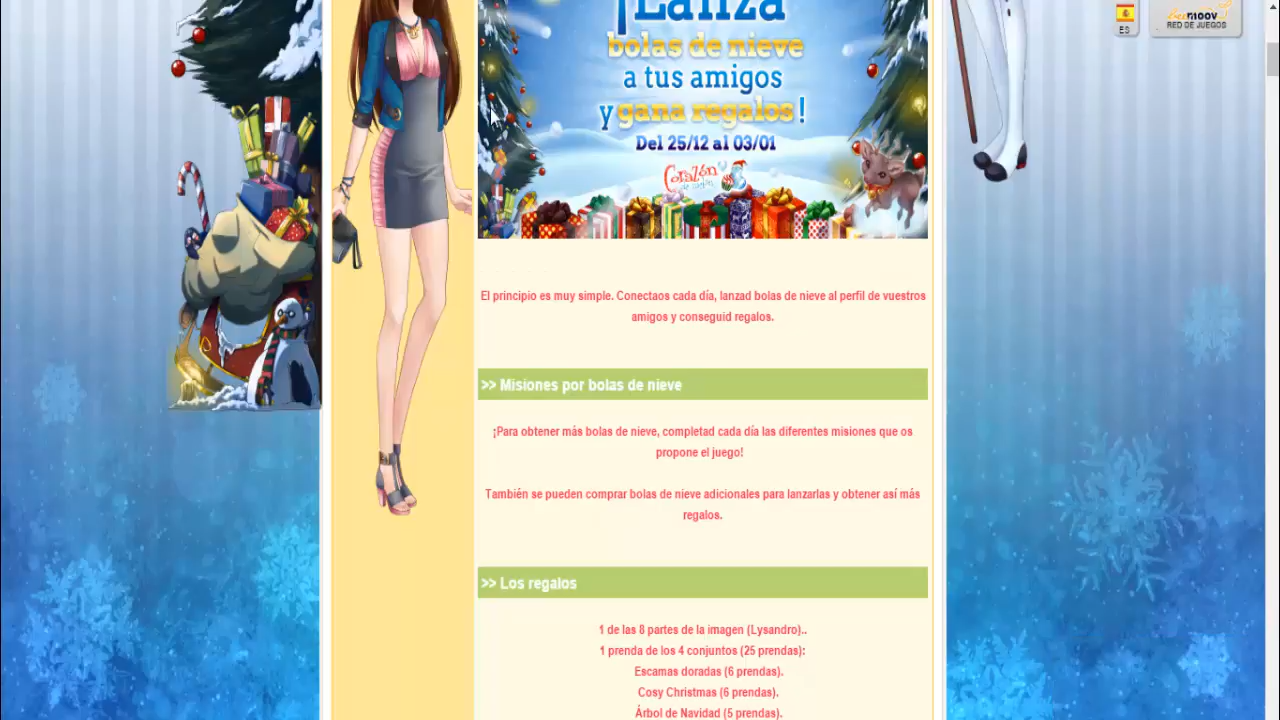 ¡Lanza
bolas de nieve
a tus amigos
y gana regalos!
Del 25/12 al 03/01
Corazón
de melón
ES
moov
RED DE JUEGOS
El principio es muy simple. Conectaos cada día, lanzad bolas de nieve al perfil de vuestros
amigos y conseguid regalos.
>> Misiones por bolas de nieve
¡Para obtener más bolas de nieve, completad cada día las diferentes misiones que os
propone el juego!
También se pueden comprar bolas de nieve adicionales para lanzarlas y obtener así más
regalos.
>> Los regalos
1 de las 8 partes de la imagen (Lysandro)..
1 prenda de los 4 conjuntos (25 prendas):
Escamas doradas (6 prendas).
Cosy Christmas (6 prendas).
Árbol de Navidad (5 prendas).